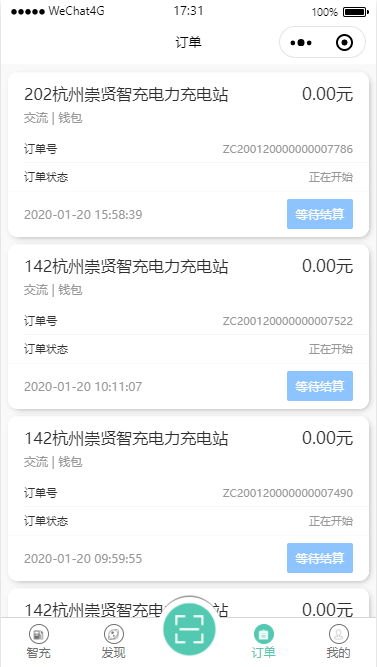 ●●●●● WeChat4G 17:31 100%
订单
202杭州崇贤智充电力充电站 0.00元
交流 | 钱包
订单号 ZC200120000000007786
订单状态 正在开始
2020-01-20 15:58:39 等待结算
142杭州崇贤智充电力充电站 0.00元
交流 | 钱包
订单号 ZC200120000000007522
订单状态 正在开始
2020-01-20 10:11:07 等待结算
142杭州崇贤智充电力充电站 0.00元
交流 | 钱包
订单号 ZC200120000000007490
订单状态 正在开始
2020-01-20 09:59:55 等待结算
142杭州崇贤智充电力充电站 0.00元
智充 发现 订单 我的